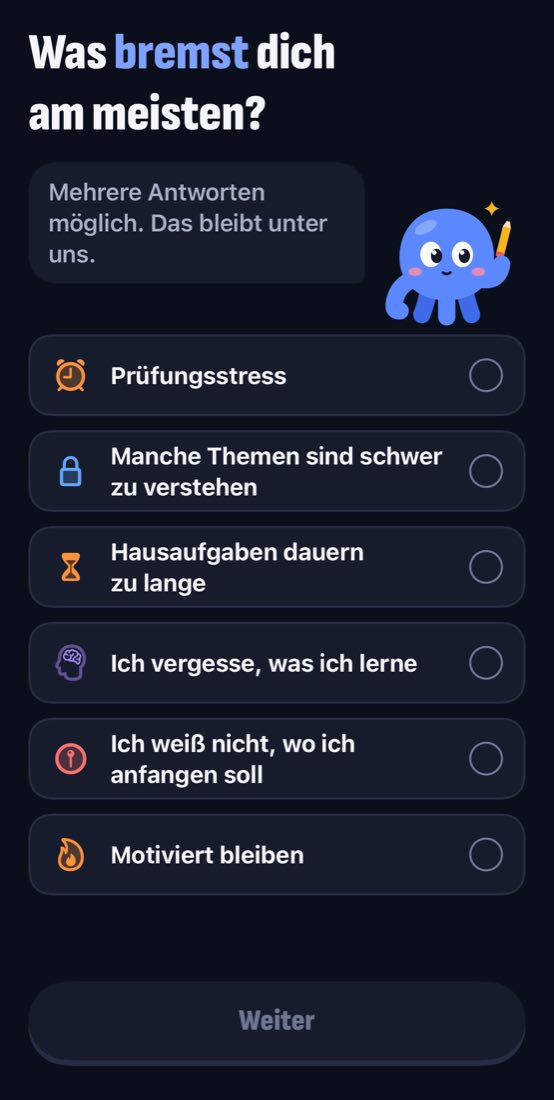 Was bremst dich
am meisten?
Mehrere Antworten
möglich. Das bleibt unter
uns.
Prüfungsstress
Manche Themen sind schwer
zu verstehen
Hausaufgaben dauern
zu lange
Ich vergesse, was ich lerne
Ich weiß nicht, wo ich
anfangen soll
Motiviert bleiben
Weiter